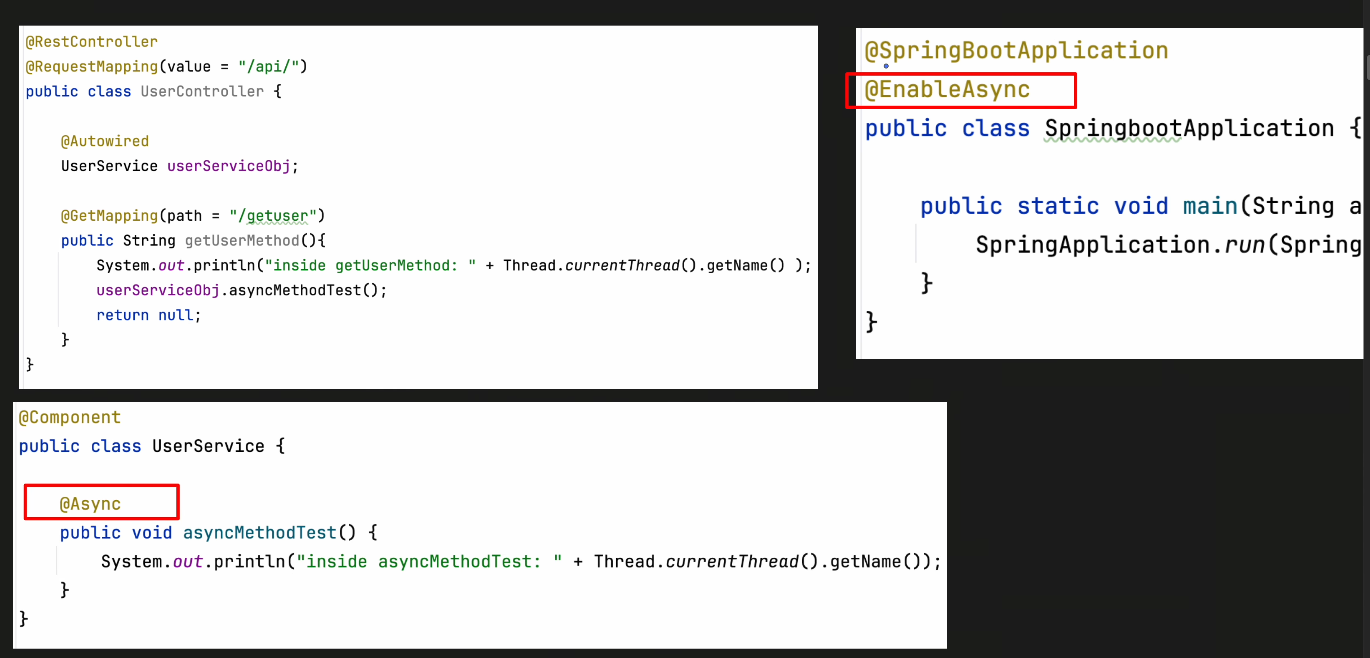 @RestController
@RequestMapping(value = "/api/")
public class UserController {
@Autowired
UserService userServiceObj;
@GetMapping(path = "/getuser")
public String getUserMethod(){
System.out.println("inside getUserMethod: " + Thread.currentThread().getName() );
userServiceObj.asyncMethodTest();
return null;
}
}
@SpringBootApplication
@EnableAsync
public class SpringbootApplication {
public static void main(String a
SpringApplication.run(Spring
}
}
@Component
public class UserService {
@Async
public void asyncMethodTest() {
System.out.println("inside asyncMethodTest: " + Thread.currentThread().getName());
}
}